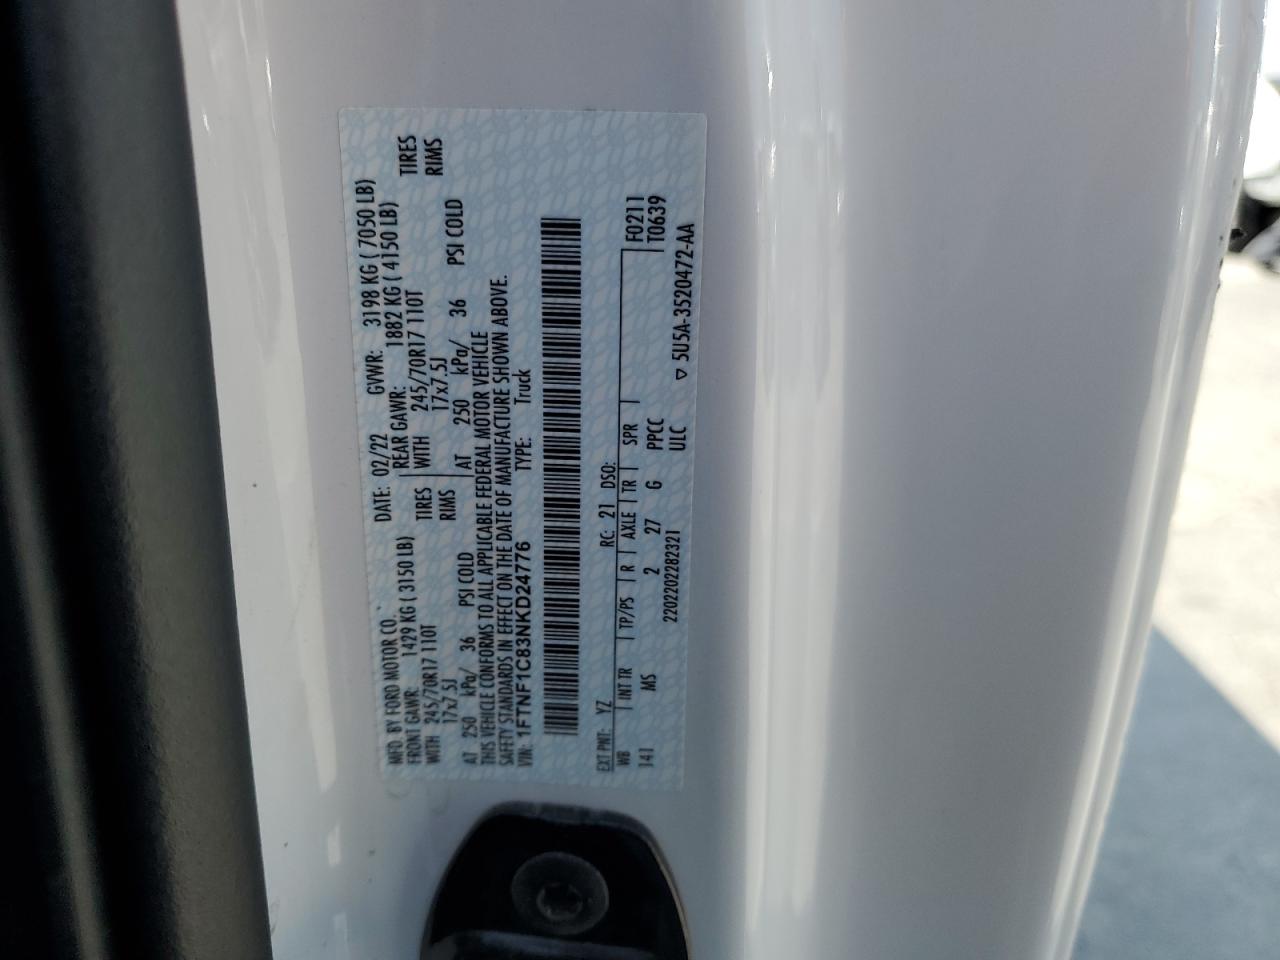 MFD. BY FORD MOTOR CO.
DATE: 02/22 GVWR: 3198 KG ( 7050 LB)
FRONT GAWR: 1429 KG ( 3150 LB) REAR GAWR: 1882 KG ( 4150 LB)
WITH 245/70R17 110T TIRES WITH 245/70R17 110T TIRES
17x7.5J RIMS 17x7.5J RIMS
AT 250 kPa/ 36 PSI COLD AT 250 kPa/ 36 PSI COLD
THIS VEHICLE CONFORMS TO ALL APPLICABLE FEDERAL MOTOR VEHICLE
SAFETY STANDARDS IN EFFECT ON THE DATE OF MANUFACTURE SHOWN ABOVE.
VIN: 1FTNF1C83NKD24776 TYPE: Truck
EXT PNT: YZ RC: 21 DSO:
WB INT TR TP/PS R AXLE TR SPR F0211
141 MS 2 27 G PPCC T0639
2202202282321 ULC ▽ 5U5A-3520472-AA